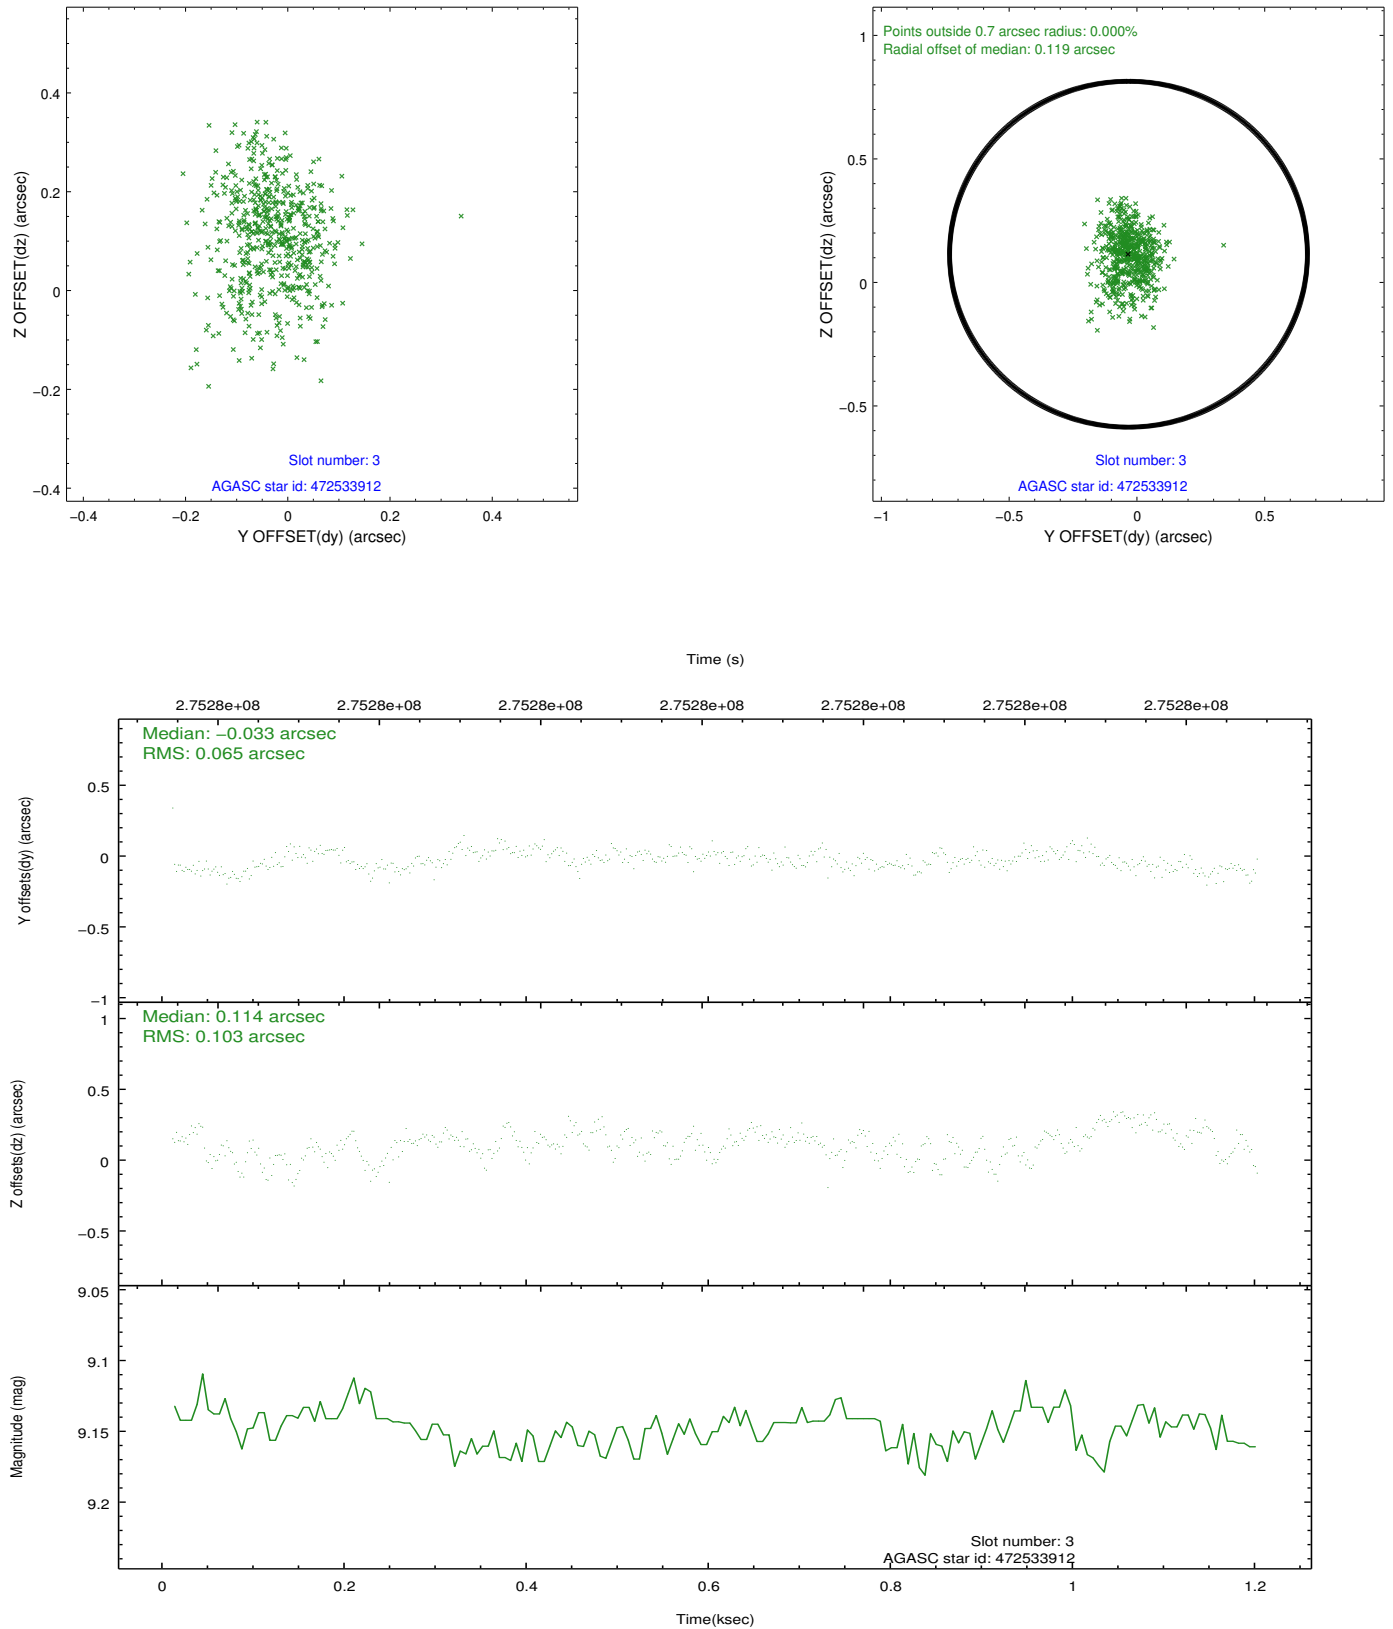 0.4
0.2
0
−0.2
−0.4
Z OFFSET(dz) (arcsec)
−0.4 −0.2 0 0.2 0.4
Y OFFSET(dy) (arcsec)
Slot number: 3
AGASC star id: 472533912
Points outside 0.7 arcsec radius: 0.000%
Radial offset of median: 0.119 arcsec
1
0.5
0
−0.5
Z OFFSET(dz) (arcsec)
−1 −0.5 0 0.5
Y OFFSET(dy) (arcsec)
Slot number: 3
AGASC star id: 472533912
Time (s)
2.7528e+08 2.7528e+08 2.7528e+08 2.7528e+08 2.7528e+08 2.7528e+08 2.7528e+08
Median: −0.033 arcsec
RMS: 0.065 arcsec
0.5
0
−0.5
−1
Y offsets(dy) (arcsec)
Median: 0.114 arcsec
RMS: 0.103 arcsec
1
0.5
0
−0.5
Z offsets(dz) (arcsec)
9.05
9.1
9.15
9.2
Magnitude (mag)
Slot number: 3
AGASC star id: 472533912
0 0.2 0.4 0.6 0.8 1 1.2
Time(ksec)